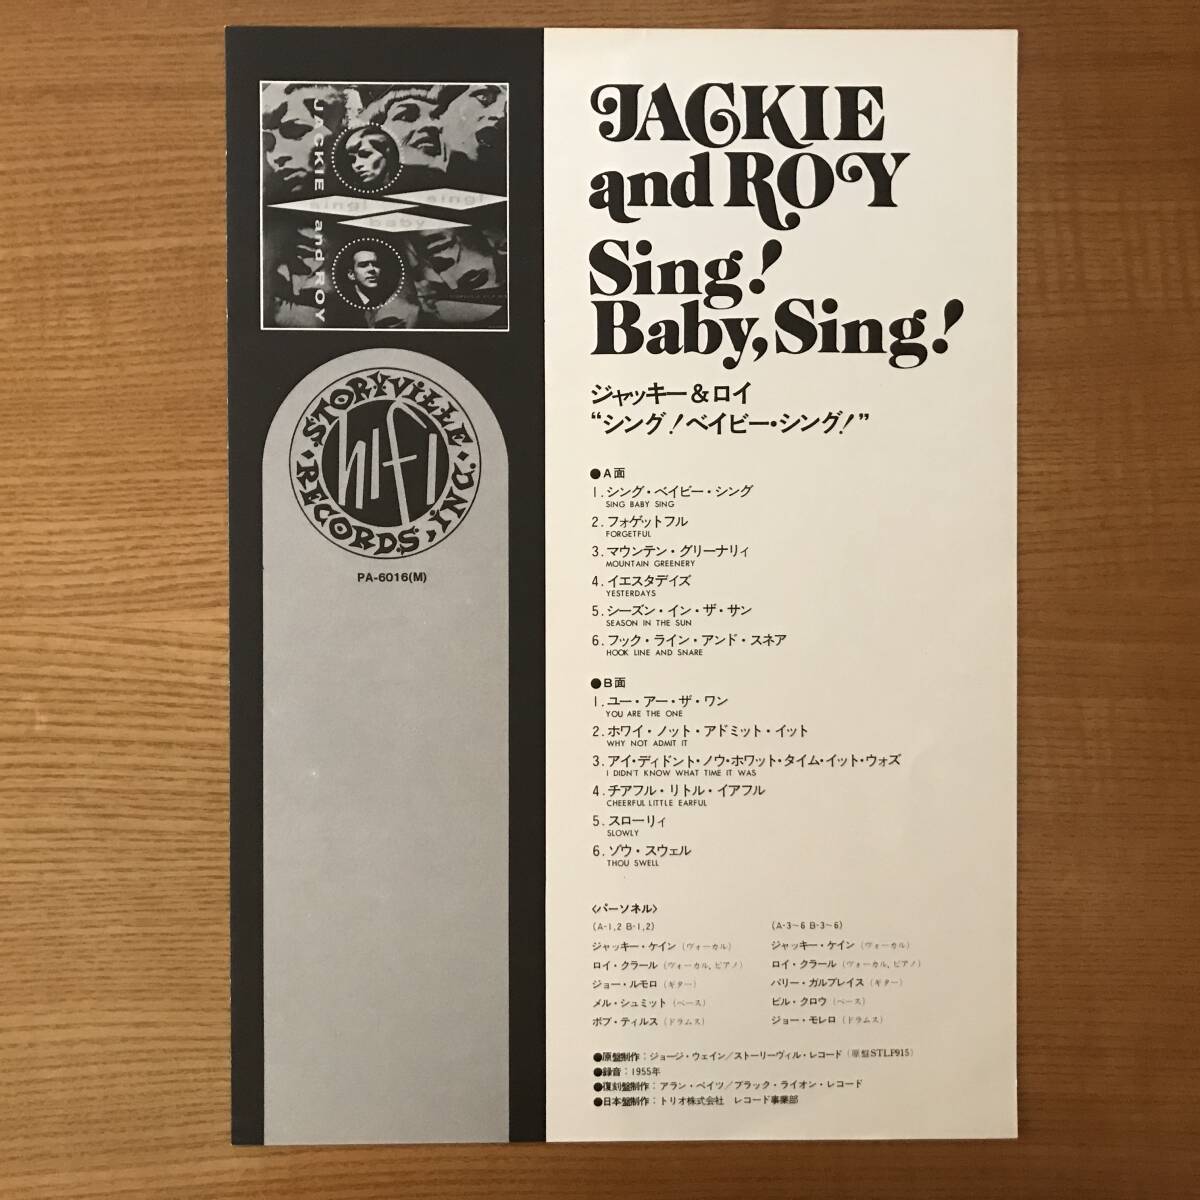 JACKIE and ROY
sing!
sing!
baby
STORYVILLE
hifi
RECORDS, INC.
PA-6016(M)
JACKIE
and ROY
Sing!
Baby, Sing!
ジャッキー&ロイ
“シング!ベイビー・シング!”
●A面
1. シング・ベイビー・シング
SING BABY SING
2. フォゲットフル
FORGETFUL
3. マウンテン・グリーナリィ
MOUNTAIN GREENERY
4. イエスタデイズ
YESTERDAYS
5. シーズン・イン・ザ・サン
SEASON IN THE SUN
6. フック・ライン・アンド・スネア
HOOK LINE AND SNARE
●B面
1. ユー・アー・ザ・ワン
YOU ARE THE ONE
2. ホワイ・ノット・アドミット・イット
WHY NOT ADMIT IT
3. アイ・ディドント・ノウ・ホワット・タイム・イット・ウォズ
I DIDN'T KNOW WHAT TIME IT WAS
4. チアフル・リトル・イアフル
CHEERFUL LITTLE EARFUL
5. スローリィ
SLOWLY
6. ゾウ・スウェル
THOU SWELL
〈パーソネル〉
(A-1,2 B-1,2)
ジャッキー・ケイン(ヴォーカル)
ロイ・クラール(ヴォーカル, ピアノ)
ジョー・ルモロ(ギター)
メル・シュミット(ベース)
ボブ・ティルス(ドラムス)
(A-3~6 B-3~6)
ジャッキー・ケイン(ヴォーカル)
ロイ・クラール(ヴォーカル, ピアノ)
バリー・ガルブレイス(ギター)
ビル・クロウ(ベース)
ジョー・モレロ(ドラムス)
●原盤制作:ジョージ・ウェイン/ストーリーヴィル・レコード(原盤STLP915)
●録音:1955年
●復刻盤制作:アラン・ベイツ/ブラック・ライオン・レコード
●日本盤制作:トリオ株式会社 レコード事業部